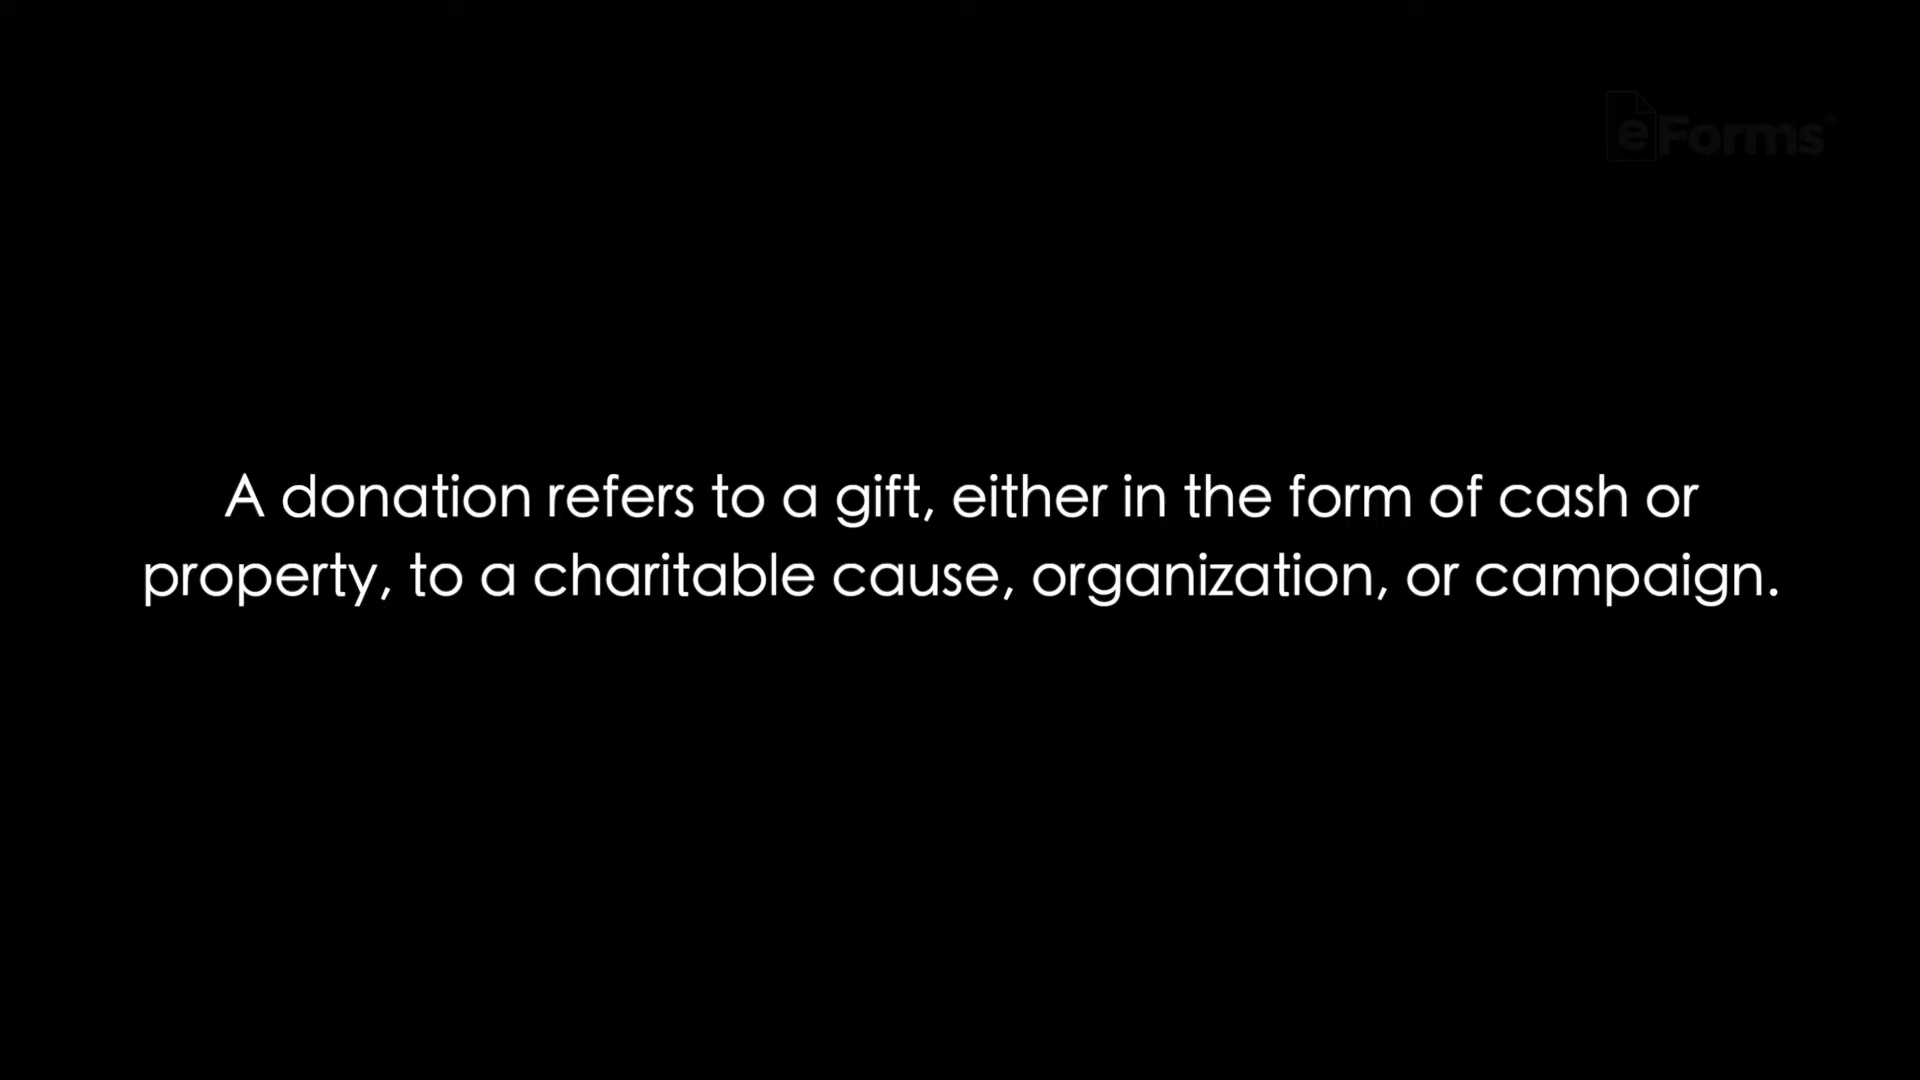 eForms
A donation refers to a gift, either in the form of cash or
property, to a charitable cause, organization, or campaign.